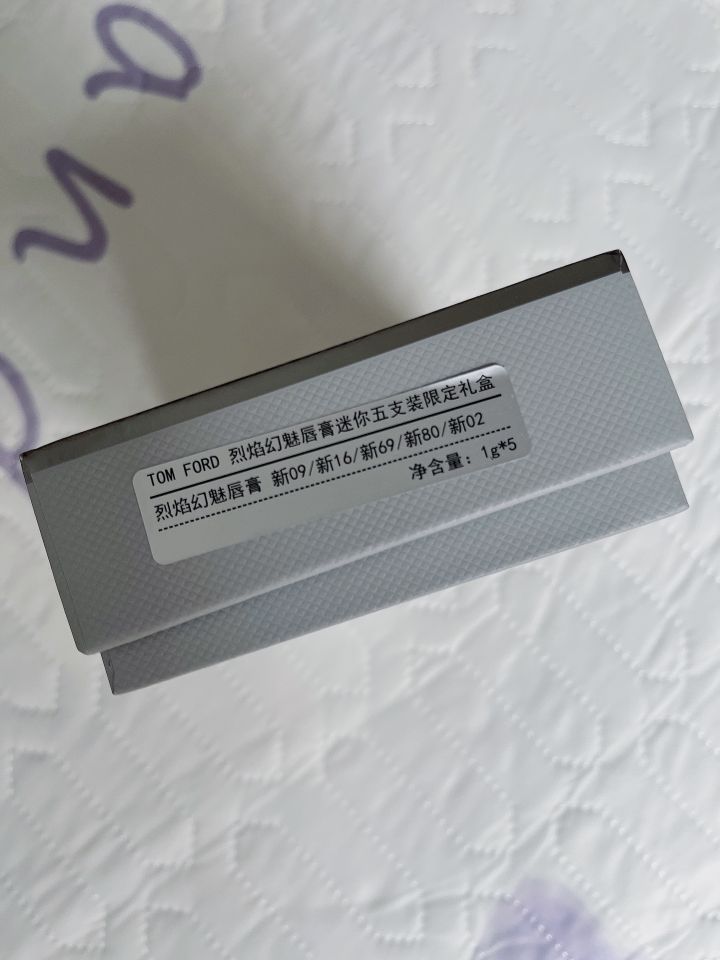 an
TOM FORD 烈焰幻魅唇膏迷你五支装限定礼盒
烈焰幻魅唇膏 新09/新16/新69/新80/新02
净含量：1g*5